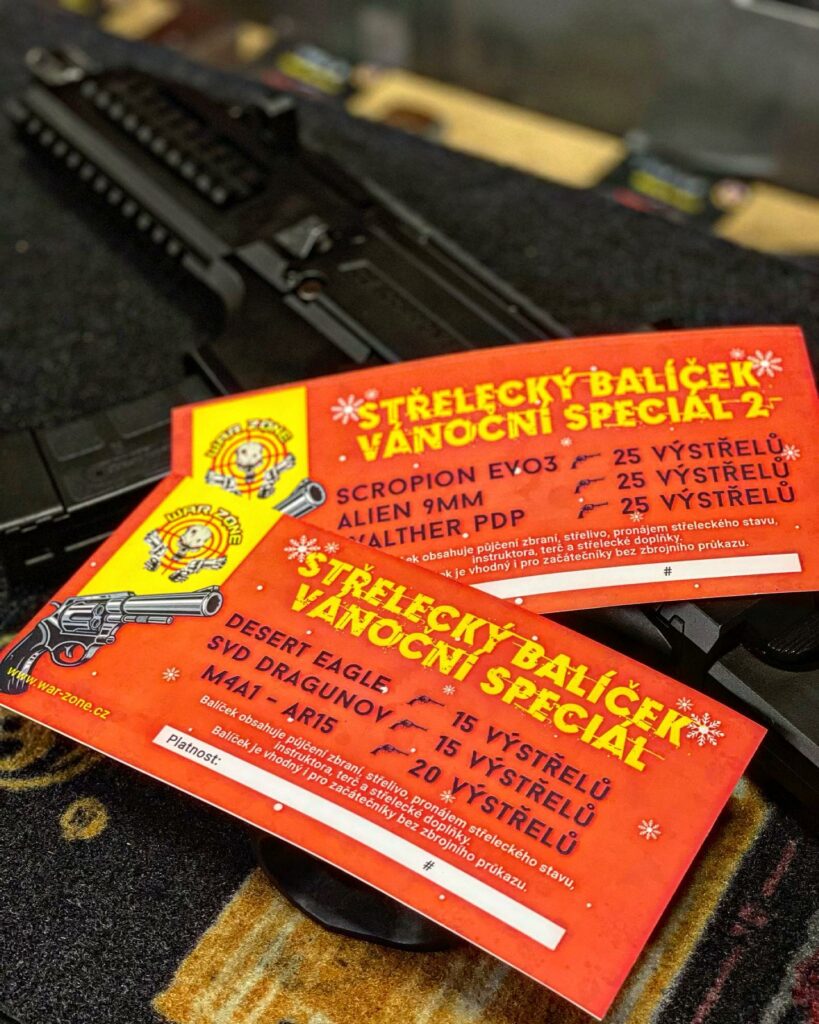 WAR ZONE
STŘELECKÝ BALÍČEK
VÁNOČNÍ SPECIÁL 2
SCROPION EVO3 25 VÝSTŘELŮ
ALIEN 9MM 25 VÝSTŘELŮ
WALTHER PDP 25 VÝSTŘELŮ
obsahuje půjčení zbraní, střelivo, pronájem střeleckého stavu,
instruktora, terč a střelecké doplňky.
je vhodný i pro začátečníky bez zbrojního průkazu.
#
WAR ZONE
www.war-zone.cz
STŘELECKÝ BALÍČEK
VÁNOČNÍ SPECIÁL
DESERT EAGLE 15 VÝSTŘELŮ
SVD DRAGUNOV 15 VÝSTŘELŮ
M4A1 - AR15 20 VÝSTŘELŮ
Balíček obsahuje půjčení zbraní, střelivo, pronájem střeleckého stavu,
instruktora, terč a střelecké doplňky.
Balíček je vhodný i pro začátečníky bez zbrojního průkazu.
Platnost: #